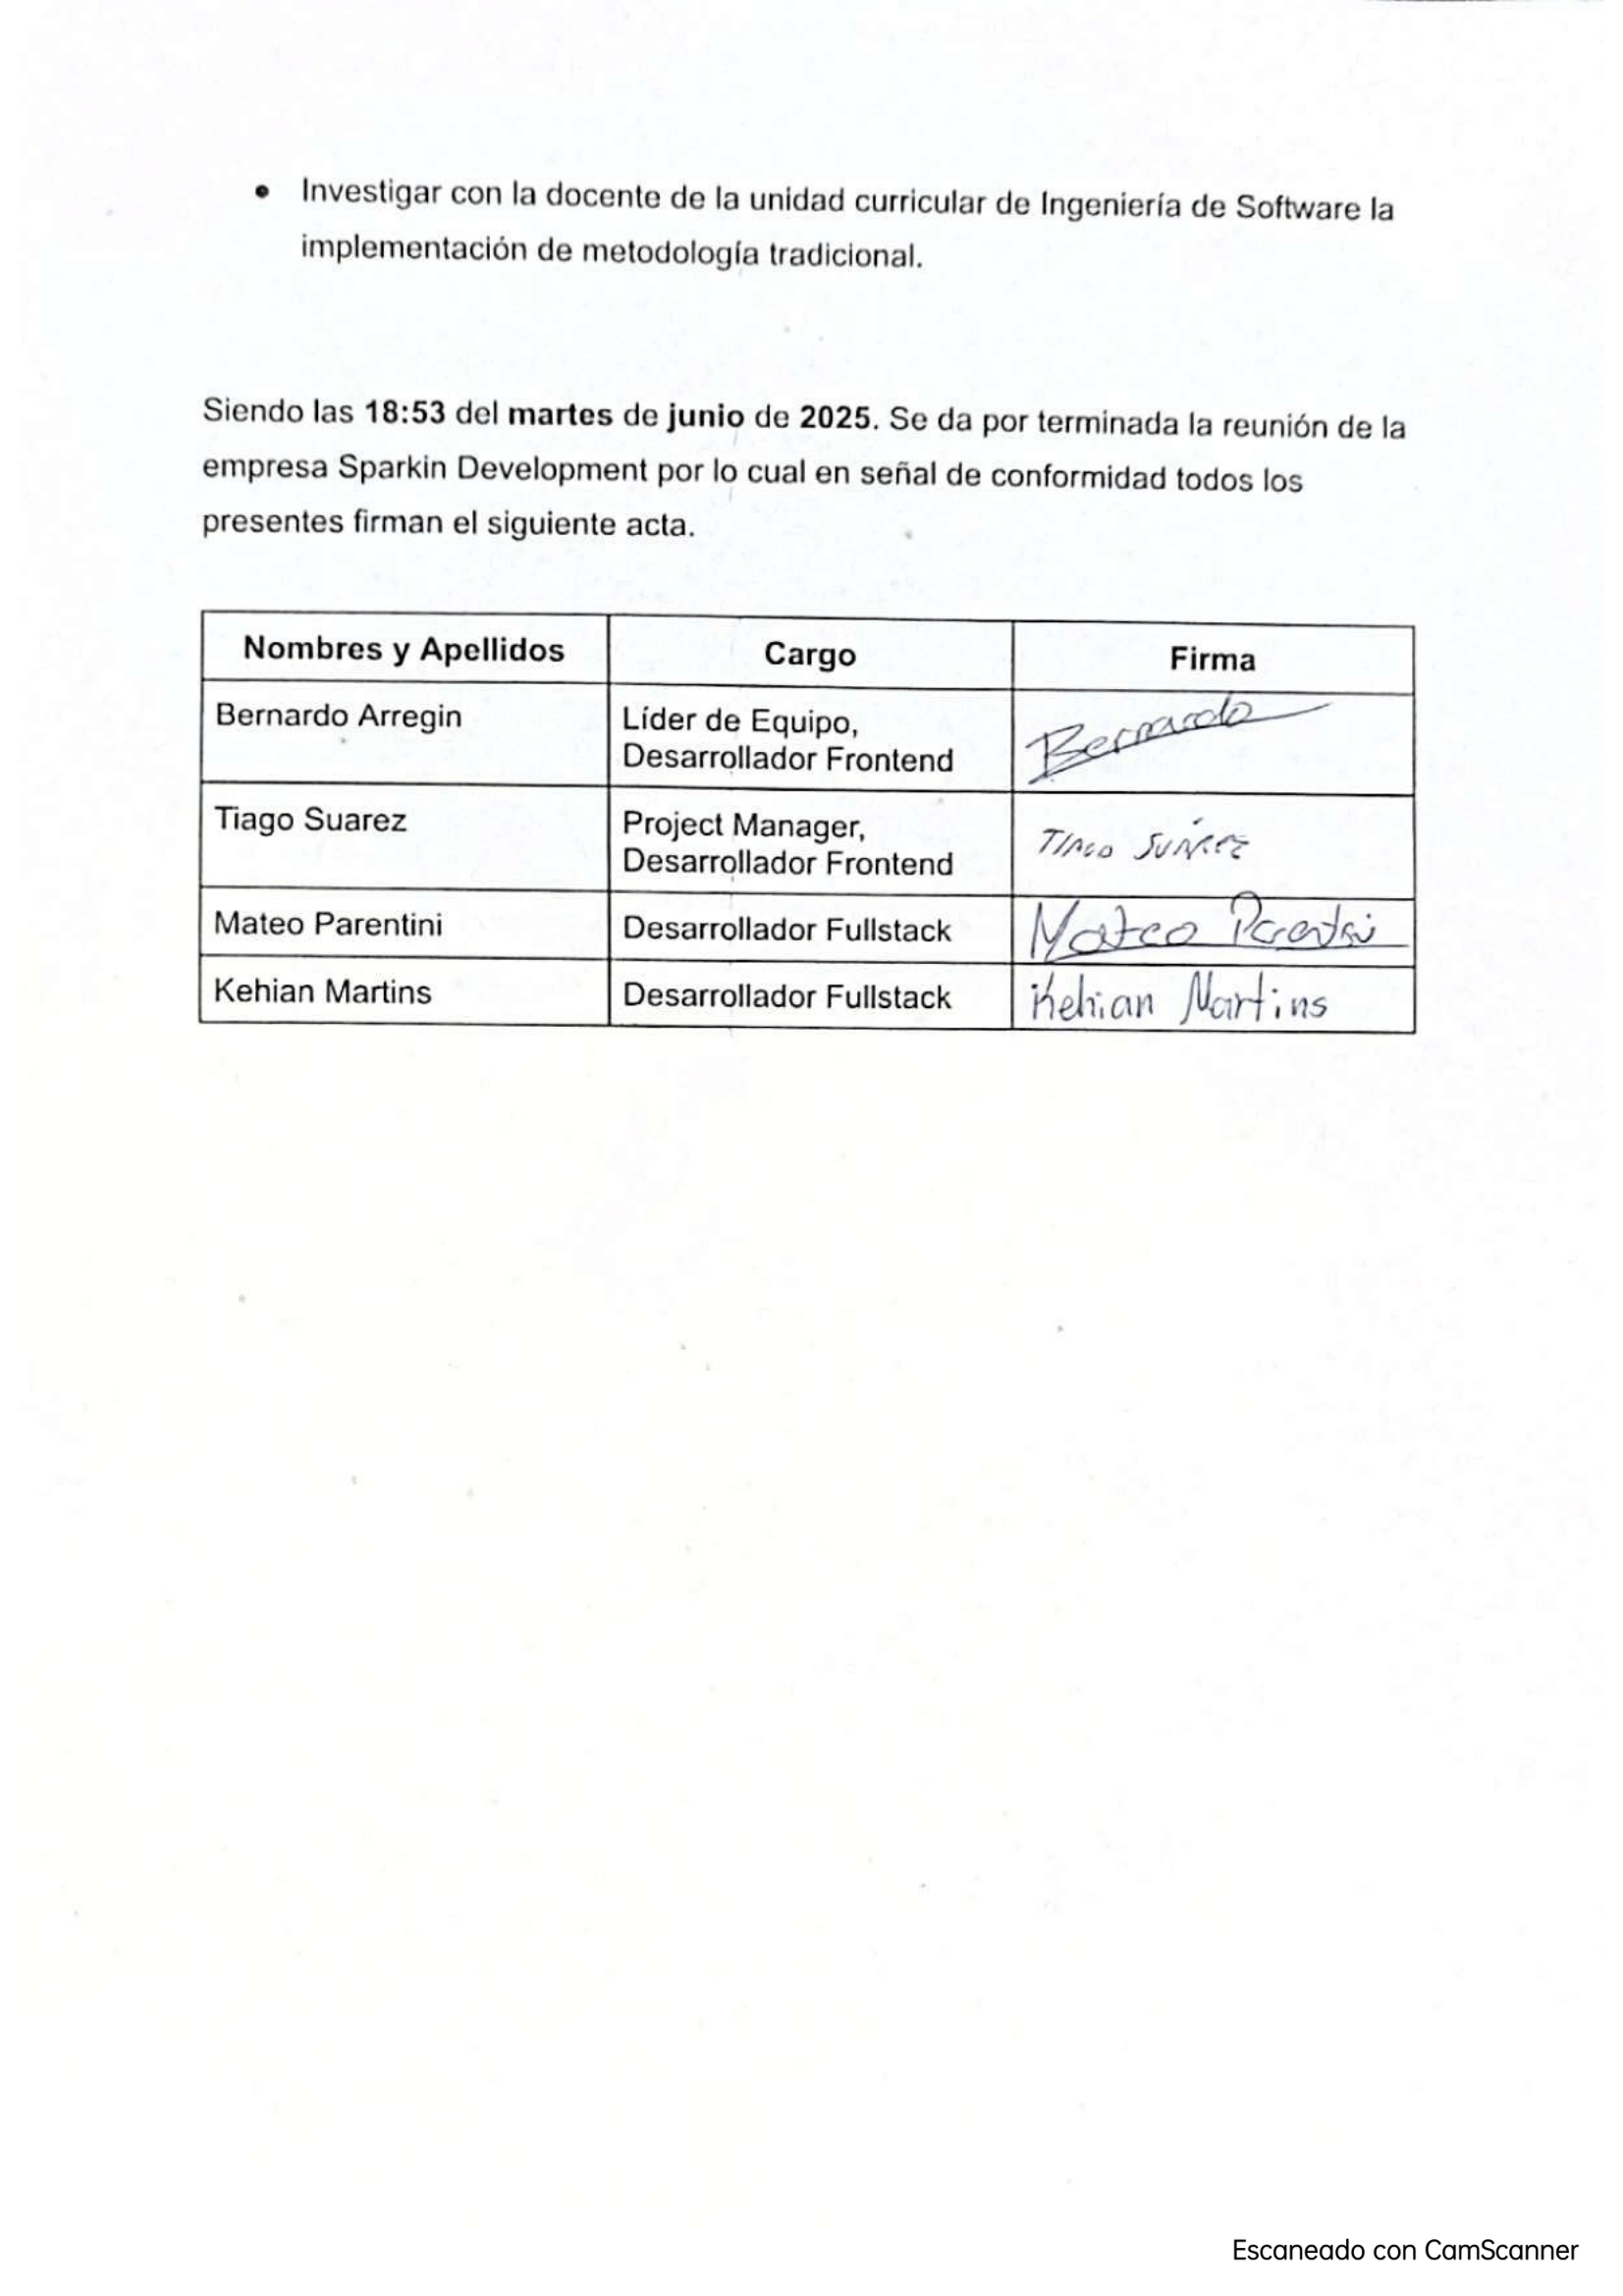 • Investigar con la docente de la unidad curricular de Ingeniería de Software la
implementación de metodología tradicional.
Siendo las 18:53 del martes de junio de 2025. Se da por terminada la reunión de la
empresa Sparkin Development por lo cual en señal de conformidad todos los
presentes firman el siguiente acta.
Nombres y Apellidos Cargo Firma
Bernardo Arregin Líder de Equipo, Bernardo
Desarrollador Frontend
Tiago Suarez Project Manager, TIAGO SUÁREZ
Desarrollador Frontend
Mateo Parentini Desarrollador Fullstack Mateo
Kehian Martins Desarrollador Fullstack Kehian Martins
Escaneado con CamScanner